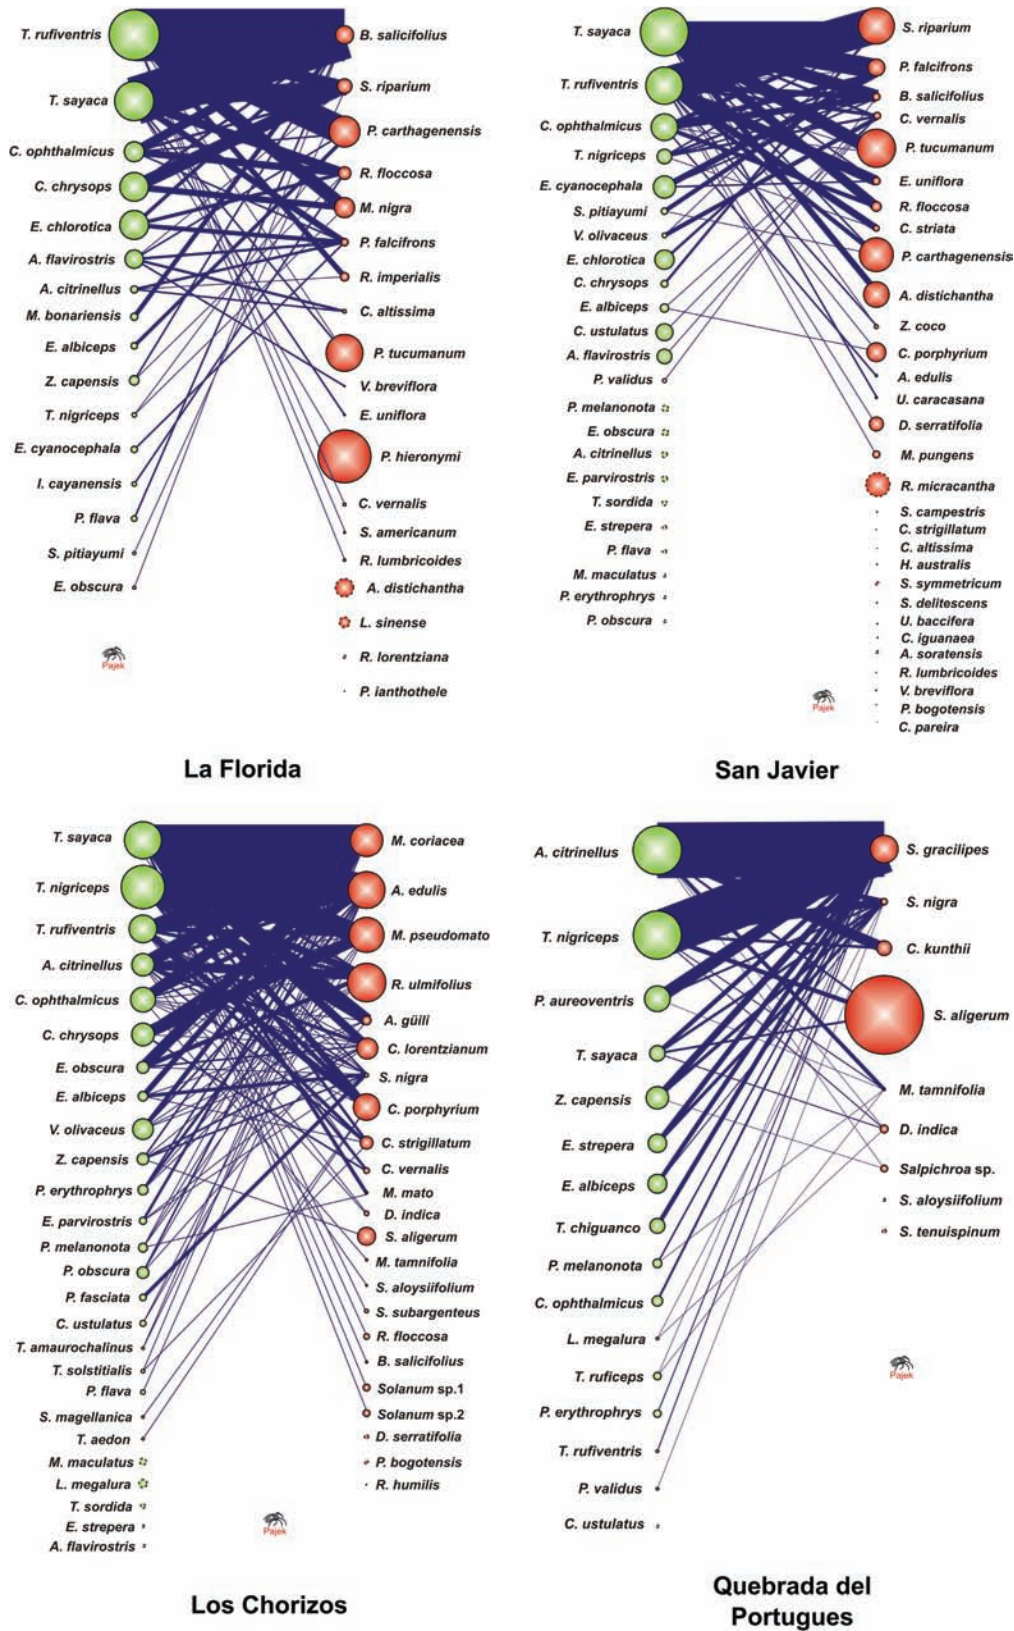 T. rufiventris
T. sayaca
C. ophthalmicus
C. chrysops
E. chlorotica
A. flavirostris
A. citrinellus
M. bonariensis
E. albiceps
Z. capensis
T. nigriceps
E. cyanocephala
I. cayanensis
P. flava
S. pitiayumi
E. obscura
B. salicifolius
S. riparium
P. carthagenensis
R. floccosa
M. nigra
P. falcifrons
R. imperialis
C. altissima
P. tucumanum
V. breviflora
E. uniflora
P. hieronymi
C. vernalis
S. americanum
R. lumbricoides
A. distichantha
L. sinense
R. lorentziana
P. ianthothele
Pajek
La Florida
T. sayaca
T. rufiventris
C. ophthalmicus
T. nigriceps
E. cyanocephala
S. pitiayumi
V. olivaceus
E. chlorotica
C. chrysops
E. albiceps
C. ustulatus
A. flavirostris
P. validus
P. melanonota
E. obscura
A. citrinellus
E. parvirostris
T. sordida
E. strepera
P. flava
M. maculatus
P. erythrophrys
P. obscura
S. riparium
P. falcifrons
B. salicifolius
C. vernalis
P. tucumanum
E. uniflora
R. floccosa
C. striata
P. carthagenensis
A. distichantha
Z. coco
C. porphyrium
A. edulis
U. caracasana
D. serratifolia
M. pungens
R. micracantha
S. campestris
C. strigillatum
C. altissima
H. australis
S. symmetricum
S. delitescens
U. baccifera
C. iguanaea
A. soratensis
R. lumbricoides
V. breviflora
P. bogotensis
C. pareira
Pajek
San Javier
T. sayaca
T. nigriceps
T. rufiventris
A. citrinellus
C. ophthalmicus
C. chrysops
E. obscura
E. albiceps
V. olivaceus
Z. capensis
P. erythrophrys
E. parvirostris
P. melanonota
P. obscura
P. fasciata
C. ustulatus
T. amaurochalinus
T. solstitialis
P. flava
S. magellanica
T. aedon
M. maculatus
L. megalura
T. sordida
E. strepera
A. flavirostris
M. coriacea
A. edulis
M. pseudomato
R. ulmifolius
A. güili
C. lorentzianum
S. nigra
C. porphyrium
C. strigillatum
C. vernalis
M. mato
D. indica
S. aligerum
M. tamnifolia
S. aloysiifolium
S. subargenteus
R. floccosa
B. salicifolius
Solanum sp.1
Solanum sp.2
D. serratifolia
P. bogotensis
R. humilis
Pajek
Los Chorizos
A. citrinellus
T. nigriceps
P. aureoventris
T. sayaca
Z. capensis
E. strepera
E. albiceps
T. chiguanco
P. melanonota
C. ophthalmicus
L. megalura
T. ruficeps
P. erythrophrys
T. rufiventris
P. validus
C. ustulatus
S. gracilipes
S. nigra
C. kunthii
S. aligerum
M. tamnifolia
D. indica
Salpichroa sp.
S. aloysiifolium
S. tenuispinum
Pajek
Quebrada del
Portugues